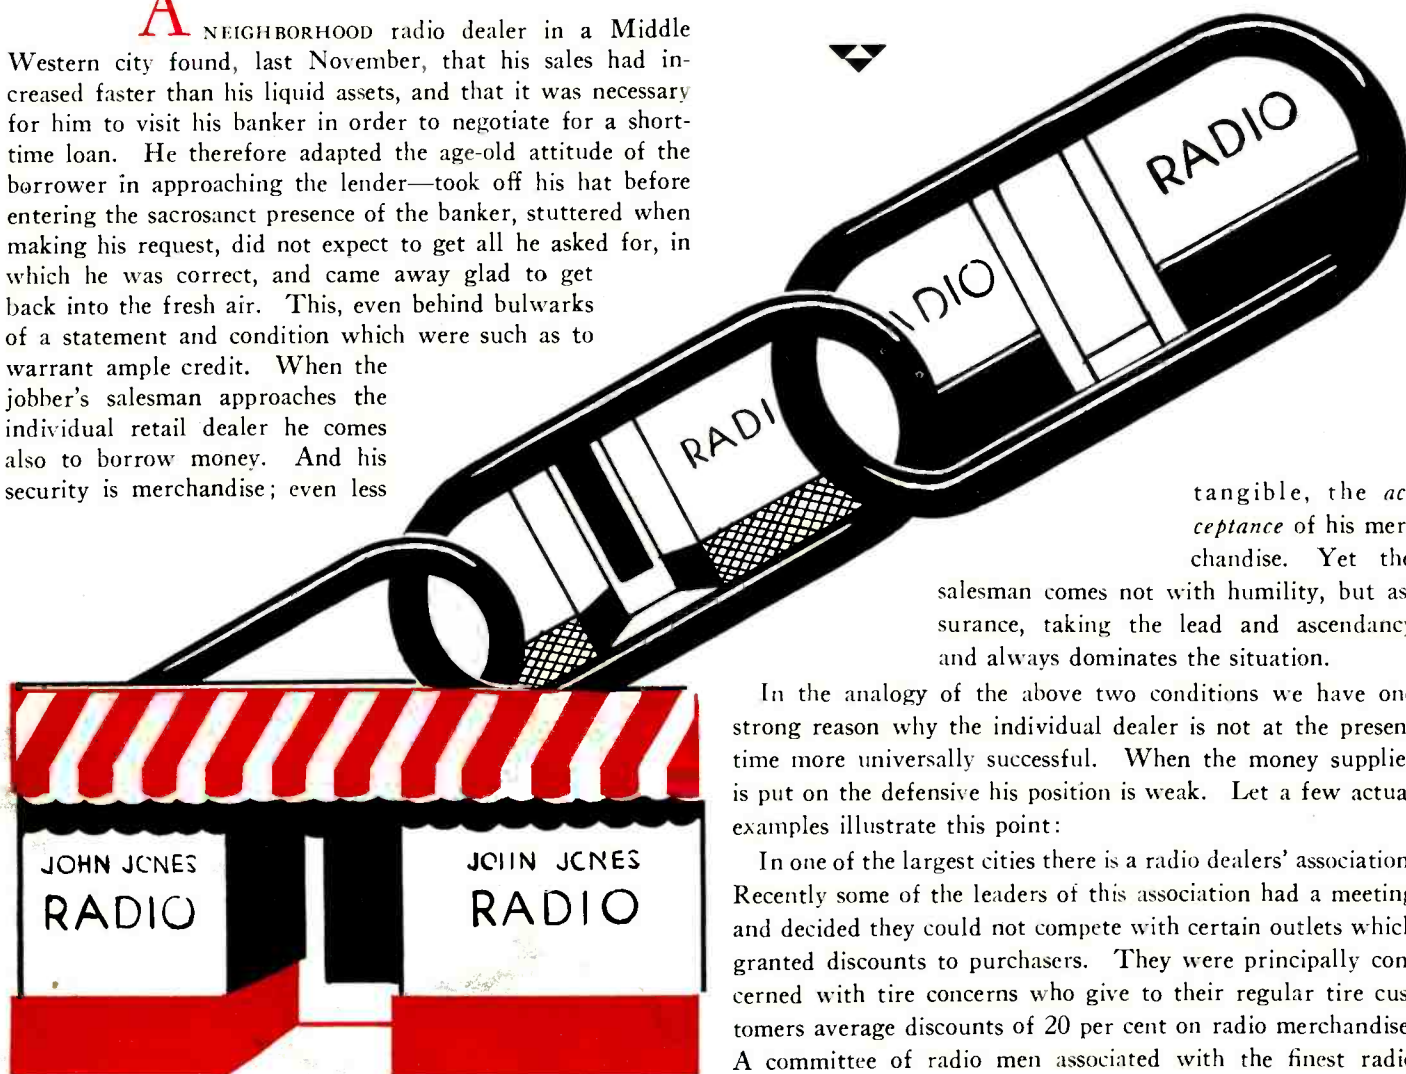 A NEIGHBORHOOD radio dealer in a Middle
Western city found, last November, that his sales had in-
creased faster than his liquid assets, and that it was necessary
for him to visit his banker in order to negotiate for a short-
time loan. He therefore adapted the age-old attitude of the
borrower in approaching the lender—took off his hat before
entering the sacrosanct presence of the banker, stuttered when
making his request, did not expect to get all he asked for, in
which he was correct, and came away glad to get
back into the fresh air. This, even behind bulwarks
of a statement and condition which were such as to
warrant ample credit. When the
jobber's salesman approaches the
individual retail dealer he comes
also to borrow money. And his
security is merchandise; even less
RADIO
ADIO
RADI
JOHN JONES
RADIO
JOHN JONES
RADIO
tangible, the ac
ceptance of his mer
chandise. Yet the
salesman comes not with humility, but as
surance, taking the lead and ascendancy
and always dominates the situation.
In the analogy of the above two conditions we have on
strong reason why the individual dealer is not at the presen
time more universally successful. When the money supplie
is put on the defensive his position is weak. Let a few actua
examples illustrate this point:
In one of the largest cities there is a radio dealers' association
Recently some of the leaders of this association had a meeting
and decided they could not compete with certain outlets which
granted discounts to purchasers. They were principally con
cerned with tire concerns who give to their regular tire cus
tomers average discounts of 20 per cent on radio merchandise
A committee of radio men associated with the finest radi